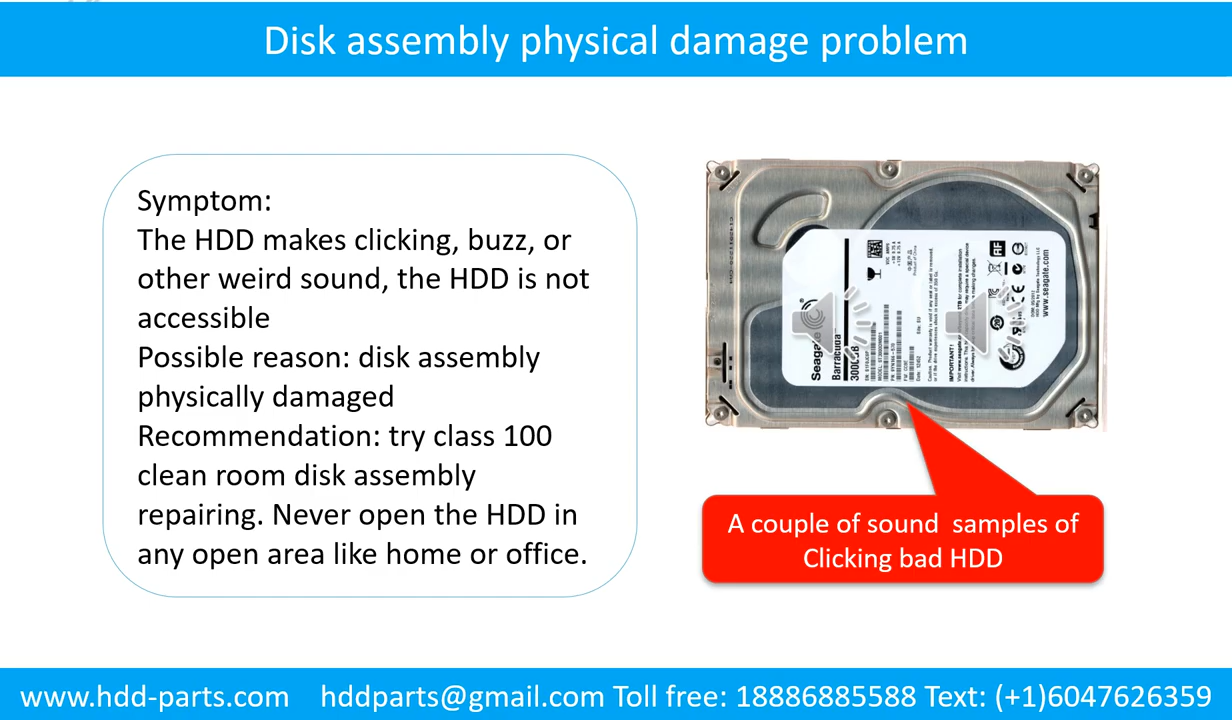 Disk assembly physical damage problem
Symptom:
The HDD makes clicking, buzz, or
other weird sound, the HDD is not
accessible
Possible reason: disk assembly
physically damaged
Recommendation: try class 100
clean room disk assembly
repairing. Never open the HDD in
any open area like home or office.
Seagate
Barracuda
IMPORTANT!
www.seagate.com
A couple of sound  samples of
Clicking bad HDD
www.hdd-parts.com    hddparts@gmail.com Toll free: 18886885588 Text: (+1)6047626359